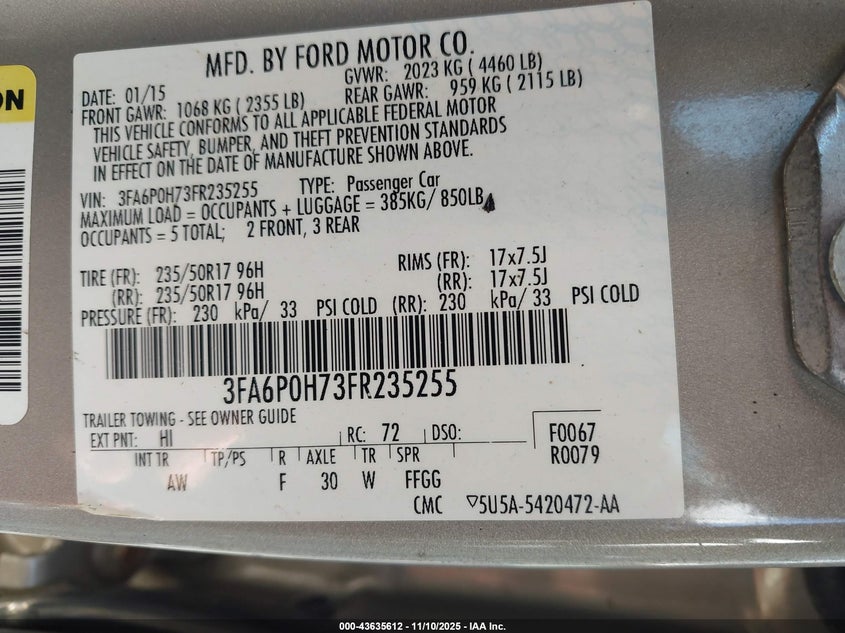 ON
MFD. BY FORD MOTOR CO.
DATE: 01/15 GVWR: 2023 KG ( 4460 LB)
FRONT GAWR: 1068 KG ( 2355 LB) REAR GAWR: 959 KG ( 2115 LB)
THIS VEHICLE CONFORMS TO ALL APPLICABLE FEDERAL MOTOR
VEHICLE SAFETY, BUMPER, AND THEFT PREVENTION STANDARDS
IN EFFECT ON THE DATE OF MANUFACTURE SHOWN ABOVE.
VIN: 3FA6P0H73FR235255 TYPE: Passenger Car
MAXIMUM LOAD = OCCUPANTS + LUGGAGE = 385KG/ 850LB
OCCUPANTS = 5 TOTAL; 2 FRONT, 3 REAR
TIRE (FR): 235/50R17 96H RIMS (FR): 17x7.5J
(RR): 235/50R17 96H (RR): 17x7.5J
PRESSURE (FR): 230 kPa/ 33 PSI COLD (RR): 230 kPa/ 33 PSI COLD
3FA6P0H73FR235255
TRAILER TOWING - SEE OWNER GUIDE
EXT PNT: HI RC: 72 DSO: F0067
INT TR TP/PS R AXLE TR SPR R0079
AW F 30 W FFGG
CMC ▽5U5A-5420472-AA
000-43635612 - 11/10/2025 - IAA Inc.